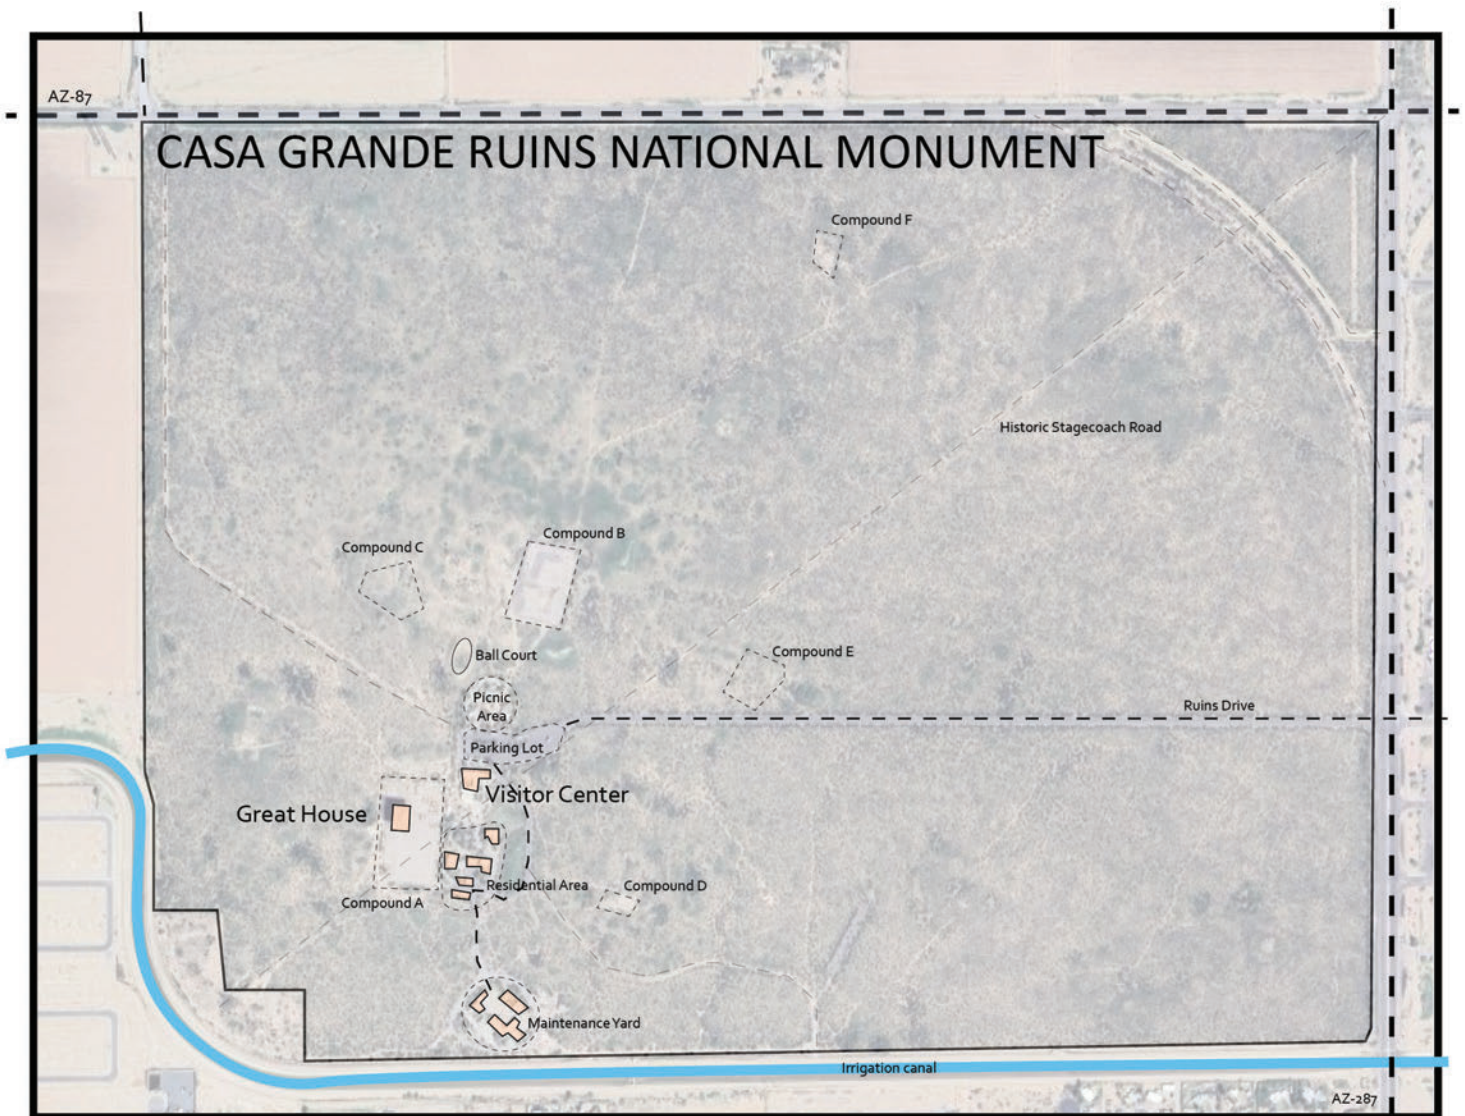 AZ-87
CASA GRANDE RUINS NATIONAL MONUMENT
Compound F
Historic Stagecoach Road
Compound B
Compound C
Ball Court
Compound E
Picnic
Area
Ruins Drive
Parking Lot
Visitor Center
Great House
Residential Area
Compound D
Compound A
Maintenance Yard
Irrigation canal
AZ-287